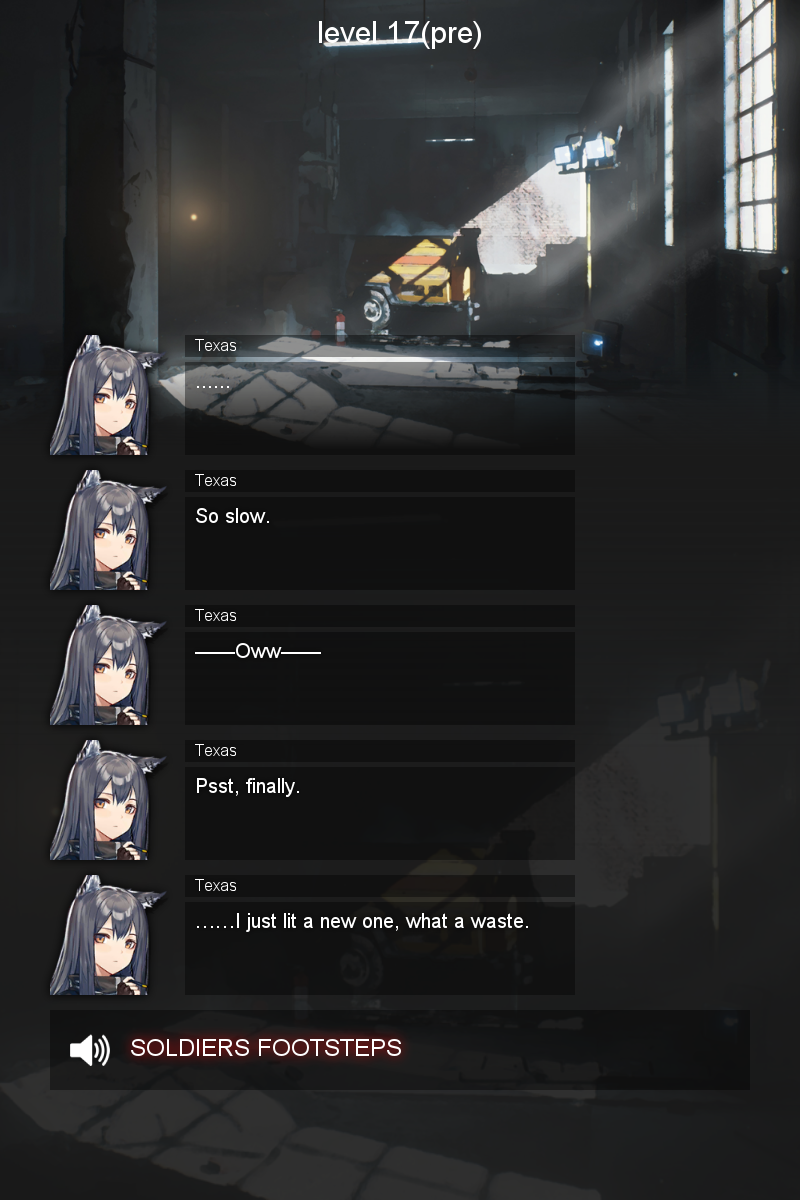 level 17(pre)
Texas
......
Texas
So slow.
Texas
——Oww——
Texas
Psst, finally.
Texas
......I just lit a new one, what a waste.
SOLDIERS FOOTSTEPS